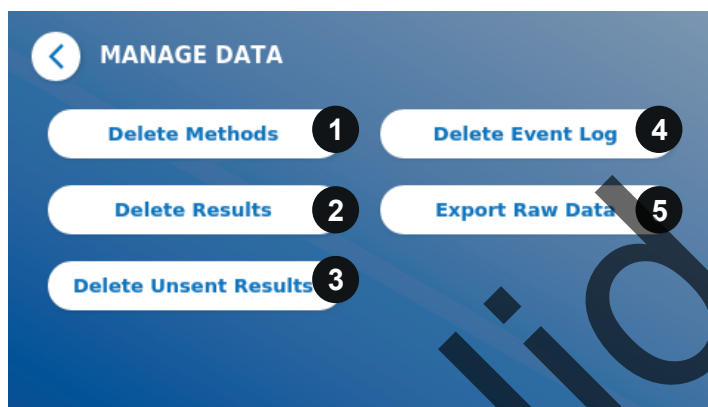 MANAGE DATA
Delete Methods 1
Delete Event Log 4
Delete Results 2
Export Raw Data 5
Delete Unsent Results 3